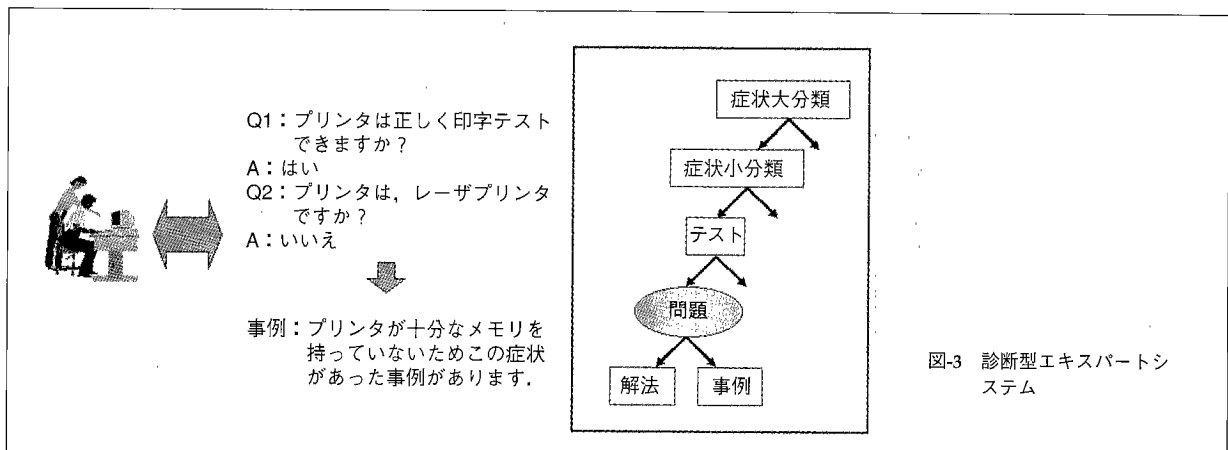 Q1：プリンタは正しく印字テスト
できますか？
A：はい
Q2：プリンタは，レーザプリンタ
ですか？
A：いいえ
事例：プリンタが十分なメモリを
持っていないためこの症状
があった事例があります．
症状大分類
症状小分類
テスト
問題
解法
事例
図-3　診断型エキスパートシ
ステム